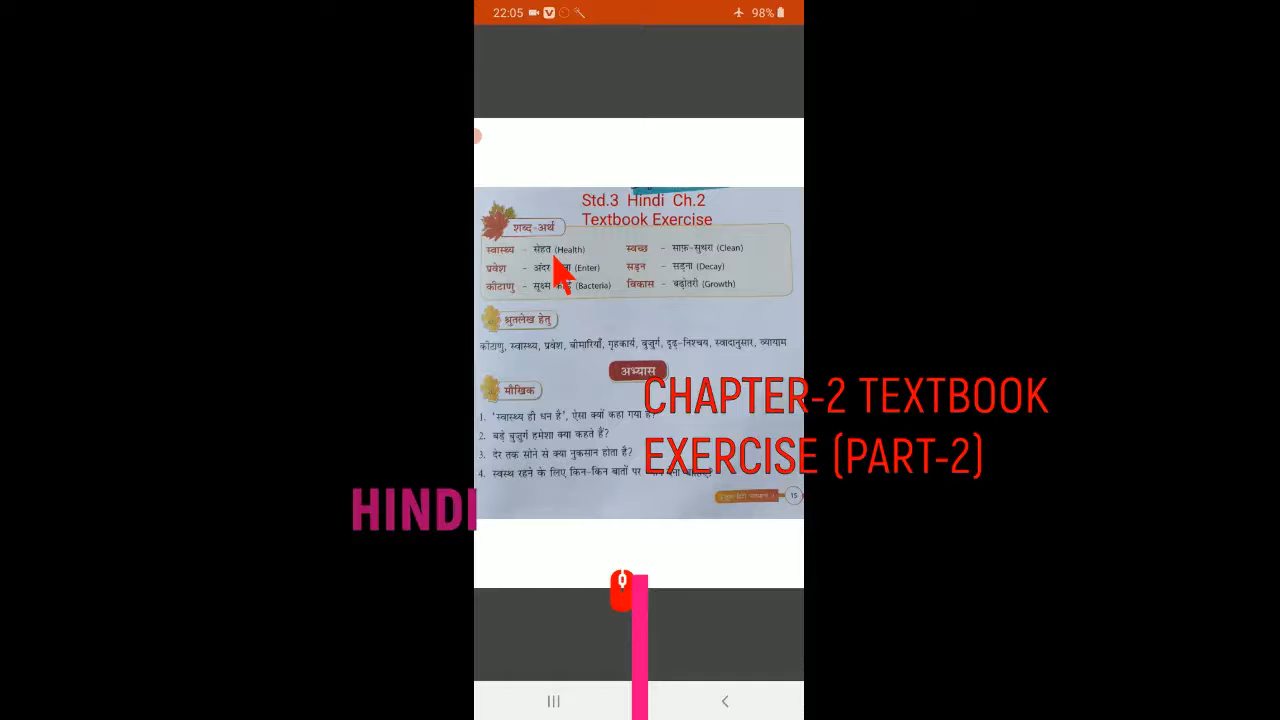 22:05
98%
Std.3 Hindi Ch.2
Textbook Exercise
शब्द-अर्थ
स्वास्थ्य – सेहत (Health) स्वच्छ – साफ़-सुथरा (Clean)
प्रवेश – अंदर (Enter) सड़न – सड़ना (Decay)
कीटाणु – सूक्ष्म (Bacteria) विकास – बढ़ोतरी (Growth)
श्रुतलेख हेतु
कीटाणु, स्वास्थ्य, प्रवेश, बीमारियाँ, गृहकार्य, बुजुर्ग, दृढ़-निश्चय, स्वादानुसार, व्यायाम
अभ्यास
मौखिक
1. 'स्वास्थ्य ही धन है', ऐसा क्यों कहा गया है?
2. बड़े बुजुर्ग हमेशा क्या कहते हैं?
3. देर तक सोने से क्या नुकसान होता है?
4. स्वस्थ रहने के लिए किन-किन बातों पर
15
CHAPTER-2 TEXTBOOK
EXERCISE (PART-2)
HINDI